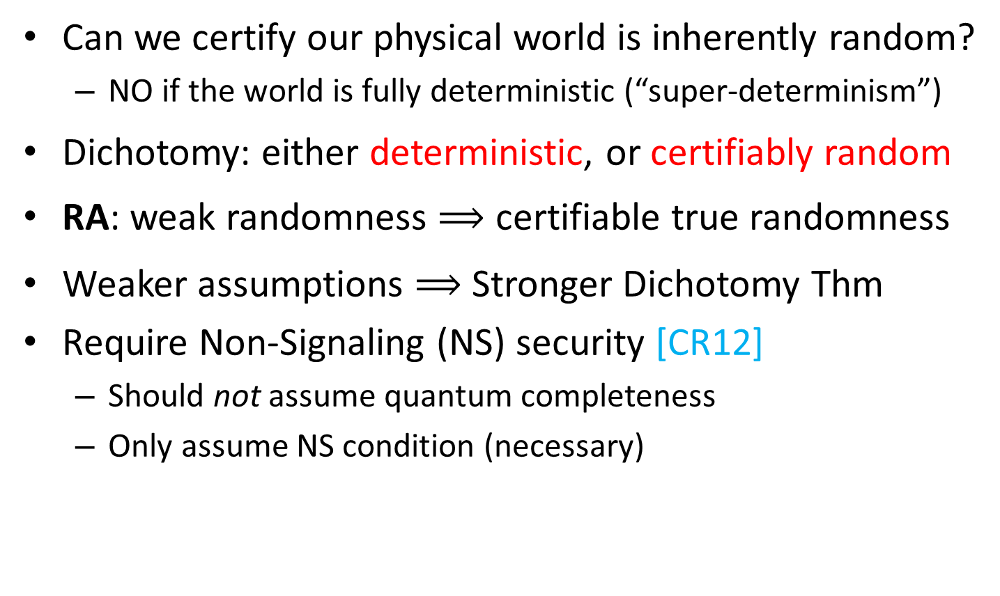 • Can we certify our physical world is inherently random?
– NO if the world is fully deterministic (“super-determinism”)
• Dichotomy: either deterministic, or certifiably random
• RA: weak randomness ⟹ certifiable true randomness
• Weaker assumptions ⟹ Stronger Dichotomy Thm
• Require Non-Signaling (NS) security [CR12]
– Should not assume quantum completeness
– Only assume NS condition (necessary)